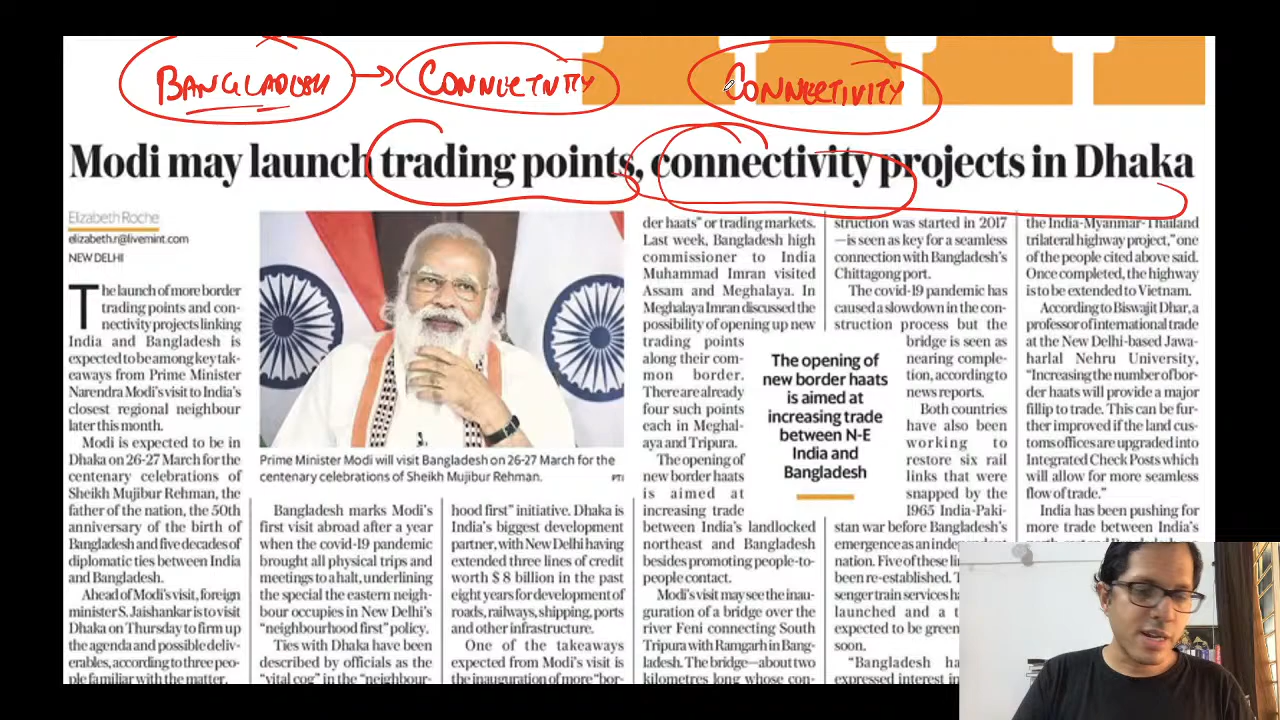 BANGLADESH → CONNECTIVITY
CONNECTIVITY
Modi may launch trading points, connectivity projects in Dhaka
Elizabeth Roche
elizabeth.r@livemint.com
NEW DELHI
The launch of more border
trading points and con-
nectivity projects linking
India and Bangladesh is
expected to be among key tak-
eaways from Prime Minister
Narendra Modi's visit to India's
closest regional neighbour
later this month.
Modi is expected to be in
Dhaka on 26-27 March for the
centenary celebrations of
Sheikh Mujibur Rehman, the
father of the nation, the 50th
anniversary of the birth of
Bangladesh and five decades of
diplomatic ties between India
and Bangladesh.
Ahead of Modi's visit, foreign
minister S. Jaishankar is to visit
Dhaka on Thursday to firm up
the agenda and possible deliv-
erables, according to three peo-
ple familiar with the matter.
Prime Minister Modi will visit Bangladesh on 26-27 March for the
centenary celebrations of Sheikh Mujibur Rehman.
PTI
Bangladesh marks Modi's
first visit abroad after a year
when the covid-19 pandemic
brought all physical trips and
meetings to a halt, underlining
the special the eastern neigh-
bour occupies in New Delhi's
"neighbourhood first" policy.
Ties with Dhaka have been
described by officials as the
"vital cog" in the "neighbour-
hood first" initiative. Dhaka is
India's biggest development
partner, with New Delhi having
extended three lines of credit
worth $ 8 billion in the past
eight years for development of
roads, railways, shipping, ports
and other infrastructure.
One of the takeaways
expected from Modi's visit is
the inauguration of more "bor-
der haats" or trading markets.
Last week, Bangladesh high
commissioner to India
Muhammad Imran visited
Assam and Meghalaya. In
Meghalaya Imran discussed the
possibility of opening up new
trading points
along their com-
mon border.
There are already
four such points
each in Meghal-
aya and Tripura.
The opening of
new border haats
is aimed at
increasing trade
between India's landlocked
northeast and Bangladesh
besides promoting people-to-
people contact.
Modi's visit may see the inau-
guration of a bridge over the
river Feni connecting South
Tripura with Ramgarh in Bang-
ladesh. The bridge—about two
kilometres long whose con-
The opening of
new border haats
is aimed at
increasing trade
between N-E
India and
Bangladesh
struction was started in 2017
—is seen as key for a seamless
connection with Bangladesh's
Chittagong port.
The covid-19 pandemic has
caused a slowdown in the con-
struction process but the
bridge is seen as
nearing comple-
tion, according to
news reports.
Both countries
have also been
working to
restore six rail
links that were
snapped by the
1965 India-Paki-
stan war before Bangladesh's
emergence as an independent
nation. Five of these
been re-established.
senger train services
launched and a
expected to be
soon.
"Bangladesh
expressed interest
the India-Myanmar-Thailand
trilateral highway project," one
of the people cited above said.
Once completed, the highway
is to be extended to Vietnam.
According to Biswajit Dhar, a
professor of international trade
at the New Delhi-based Jawa-
harlal Nehru University,
"Increasing the number of bor-
der haats will provide a major
fillip to trade. This can be fur-
ther improved if the land cus-
toms offices are upgraded into
Integrated Check Posts which
will allow for more seamless
flow of trade."
India has been pushing for
more trade between India's